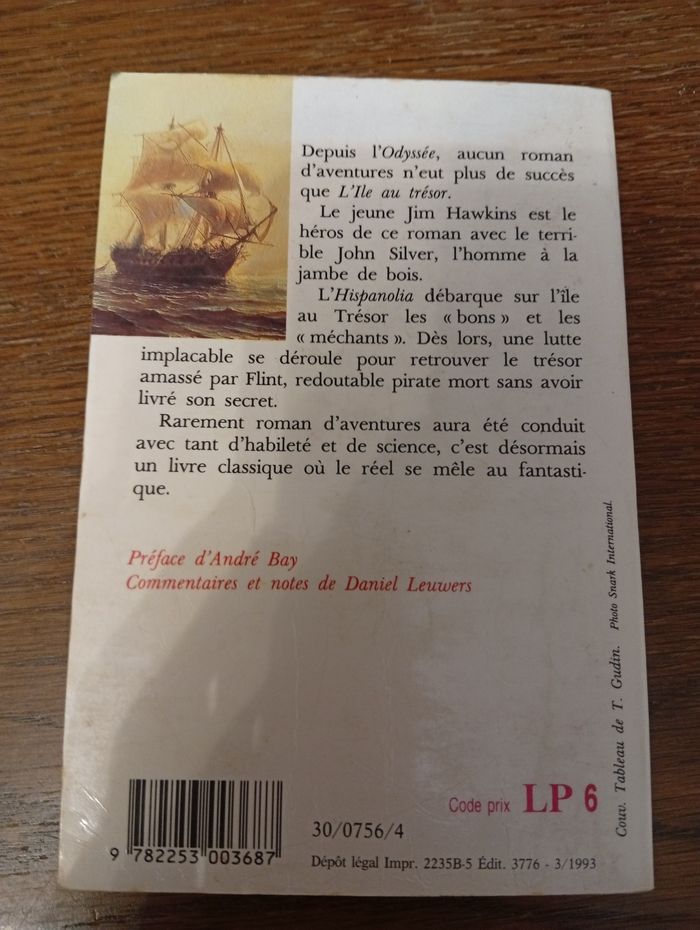 Depuis l'Odyssée, aucun roman
d'aventures n'eut plus de succès
que L'Ile au trésor.
Le jeune Jim Hawkins est le
héros de ce roman avec le terri-
ble John Silver, l'homme à la
jambe de bois.
L'Hispanolia débarque sur l'île
au Trésor les « bons » et les
« méchants ». Dès lors, une lutte
implacable se déroule pour retrouver le trésor
amassé par Flint, redoutable pirate mort sans avoir
livré son secret.
Rarement roman d'aventures aura été conduit
avec tant d'habileté et de science, c'est désormais
un livre classique où le réel se mêle au fantasti-
que.
Préface d'André Bay
Commentaires et notes de Daniel Leuwers
Couv. Tableau de T. Gudin. Photo Snark International.
Code prix LP 6
9 782253 003687
30/0756/4
Dépôt légal Impr. 2235B-5 Édit. 3776 - 3/1993